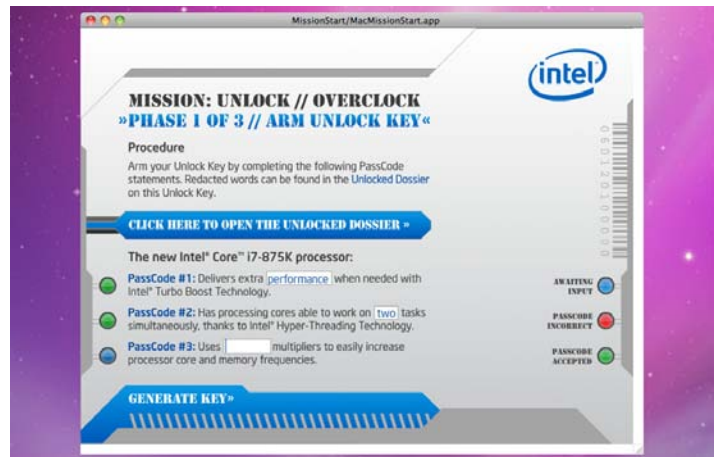 MissionStart/MacMissionStart.app
intel
MISSION: UNLOCK // OVERCLOCK
»PHASE 1 OF 3 // ARM UNLOCK KEY«
Procedure
Arm your Unlock Key by completing the following PassCode
statements. Redacted words can be found in the Unlocked Dossier
on this Unlock Key.
CLICK HERE TO OPEN THE UNLOCKED DOSSIER »
The new Intel® Core™ i7-875K processor:
PassCode #1: Delivers extra performance when needed with
Intel® Turbo Boost Technology.
PassCode #2: Has processing cores able to work on two tasks
simultaneously, thanks to Intel® Hyper-Threading Technology.
PassCode #3: Uses multipliers to easily increase
processor core and memory frequencies.
AWAITING
INPUT
PASSCODE
INCORRECT
PASSCODE
ACCEPTED
GENERATE KEY»